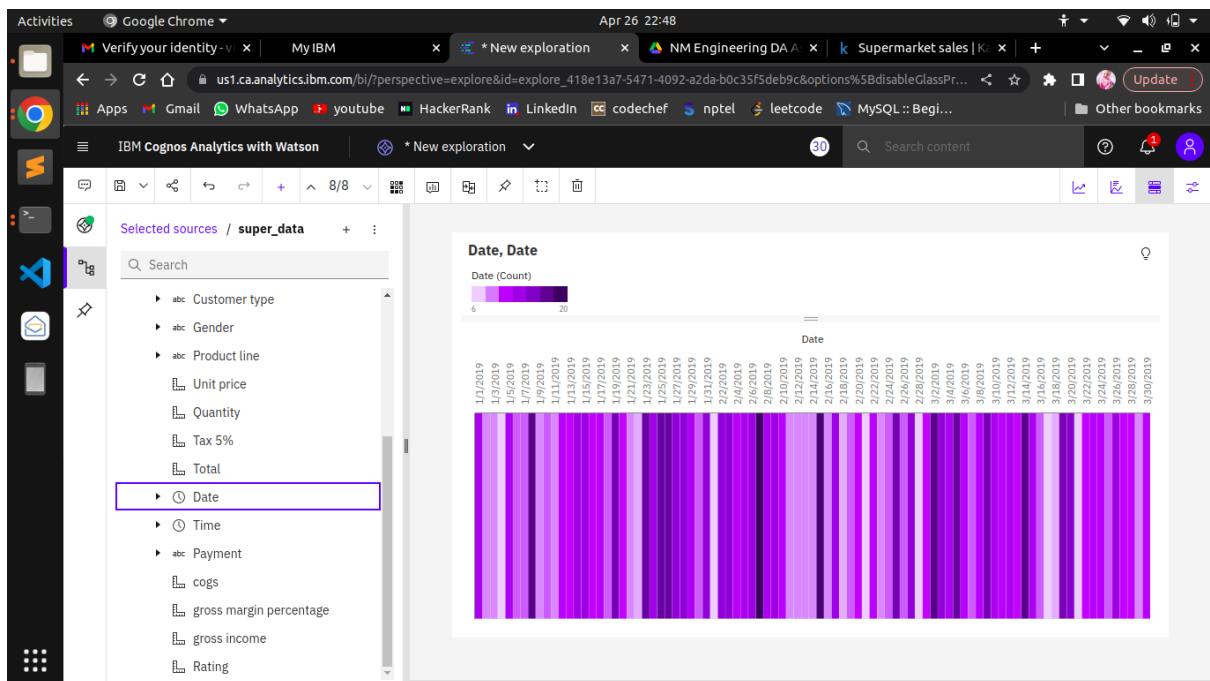 Activities Google Chrome Apr 26 22:48
Verify your identity - vi My IBM * New exploration NM Engineering DA A Supermarket sales | Ka
us1.ca.analytics.ibm.com/bi/?perspective=explore&id=explore_418e13a7-5471-4092-a2da-b0c35f5deb9c&options%5BdisableGlassPr... Update
Apps Gmail WhatsApp youtube HackerRank LinkedIn codechef nptel leetcode MySQL :: Begi... Other bookmarks
IBM Cognos Analytics with Watson * New exploration 30 Search content 1
8/8
Selected sources / super_data
Search
abc Customer type
abc Gender
abc Product line
Unit price
Quantity
Tax 5%
Total
Date
Time
abc Payment
cogs
gross margin percentage
gross income
Rating
Date, Date
Date (Count)
6 20
Date
1/1/2019 1/3/2019 1/5/2019 1/7/2019 1/9/2019 1/11/2019 1/13/2019 1/15/2019 1/17/2019 1/19/2019 1/21/2019 1/23/2019 1/25/2019 1/27/2019 1/29/2019 1/31/2019 2/2/2019 2/4/2019 2/6/2019 2/8/2019 2/10/2019 2/12/2019 2/14/2019 2/16/2019 2/18/2019 2/20/2019 2/22/2019 2/24/2019 2/26/2019 2/28/2019 3/2/2019 3/4/2019 3/6/2019 3/8/2019 3/10/2019 3/12/2019 3/14/2019 3/16/2019 3/18/2019 3/20/2019 3/22/2019 3/24/2019 3/26/2019 3/28/2019 3/30/2019